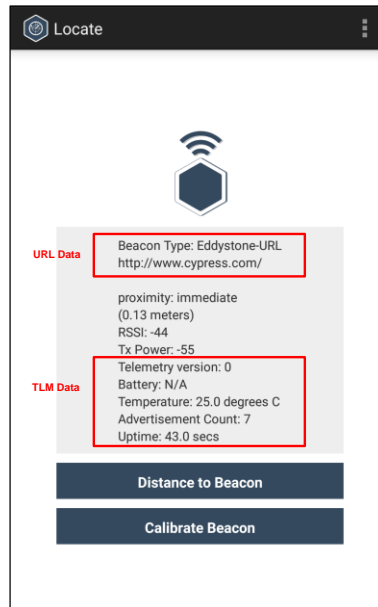 Locate
URL Data
Beacon Type: Eddystone-URL
http://www.cypress.com/
proximity: immediate
(0.13 meters)
RSSI: -44
Tx Power: -55
TLM Data
Telemetry version: 0
Battery: N/A
Temperature: 25.0 degrees C
Advertisement Count: 7
Uptime: 43.0 secs
Distance to Beacon
Calibrate Beacon